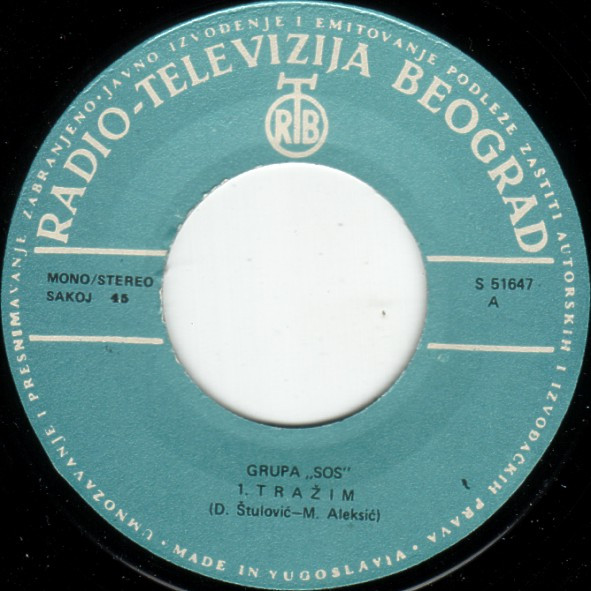 UMNOŽAVANJE I PRESNIMAVANJE ZABRANJENO · JAVNO IZVOĐENJE I EMITOVANJE PODLEŽE ZAŠTITI AUTORSKIH I IZVOĐAČKIH PRAVA ·
RADIO-TELEVIZIJA BEOGRAD
RTB
MONO/STEREO
SAKOJ 45
S 51647
A
GRUPA „SOS"
1. TRAŽIM
(D. Štulović–M. Aleksić)
· MADE IN YUGOSLAVIA ·